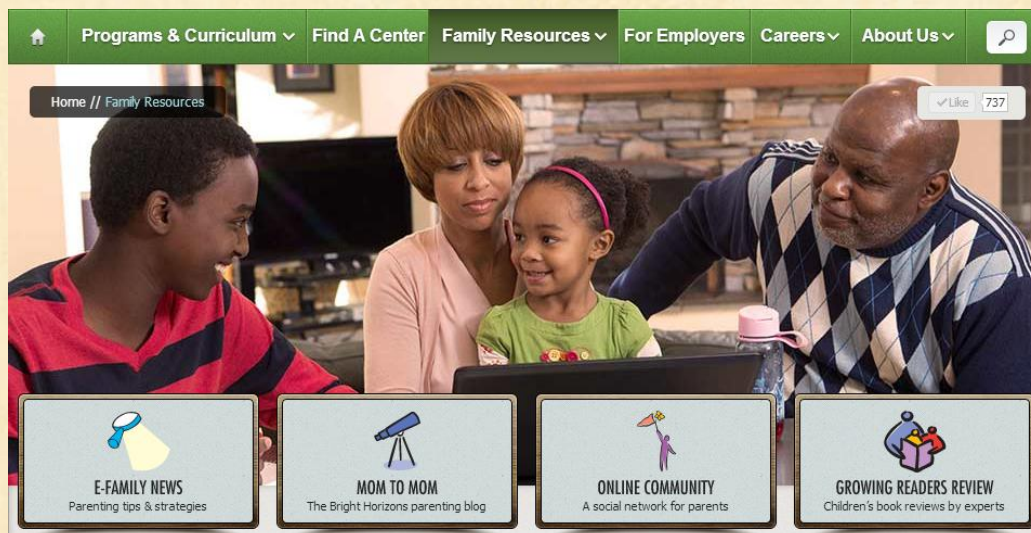 Programs & Curriculum Find A Center Family Resources For Employers Careers About Us
Home // Family Resources
Like 737
E-FAMILY NEWS
Parenting tips & strategies
MOM TO MOM
The Bright Horizons parenting blog
ONLINE COMMUNITY
A social network for parents
GROWING READERS REVIEW
Children's book reviews by experts